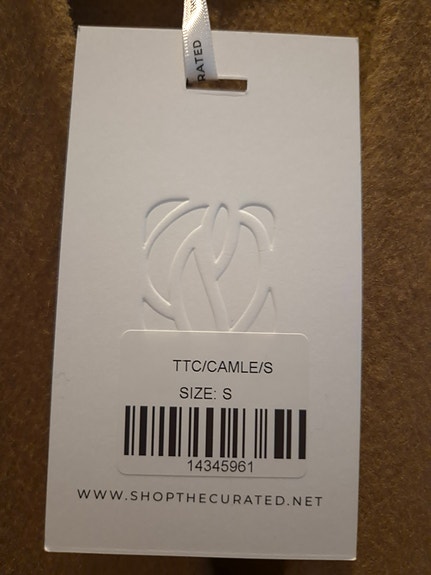 RATED
TTC/CAMLE/S
SIZE: S
14345961
WWW.SHOPTHECURATED.NET